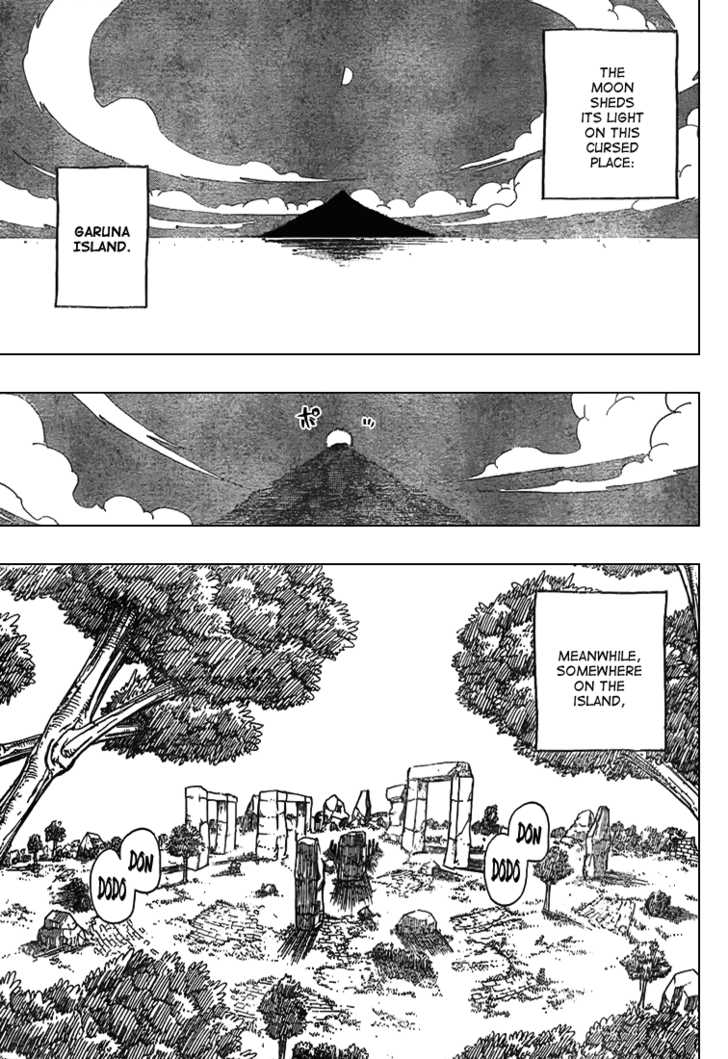 THE
MOON
SHEDS
ITS LIGHT
ON THIS
CURSED
PLACE:
GARUNA
ISLAND.
ポッ
MEANWHILE,
SOMEWHERE
ON THE
ISLAND,
DON
DODO
DON
DODO